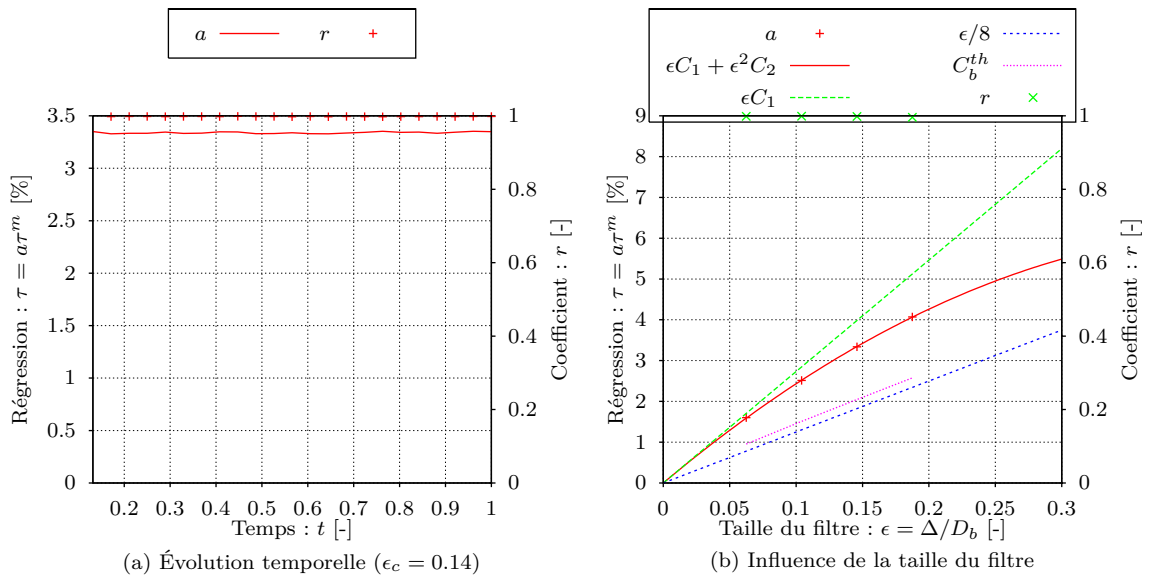 a
r
3.5
3
2.5
2
1.5
1
0.5
0
1
0.8
0.6
0.4
0.2
0
0.2 0.3 0.4 0.5 0.6 0.7 0.8 0.9 1
Régression : τ = aτ^m [%]
Coefficient : r [-]
Temps : t [-]
(a) Évolution temporelle (ϵ_c = 0.14)
a
ϵC_1 + ϵ^2C_2
ϵC_1
ϵ/8
C_b^{th}
r
9
8
7
6
5
4
3
2
1
0
1
0.8
0.6
0.4
0.2
0
0 0.05 0.1 0.15 0.2 0.25 0.3
Régression : τ = aτ^m [%]
Coefficient : r [-]
Taille du filtre : ϵ = Δ/D_b [-]
(b) Influence de la taille du filtre